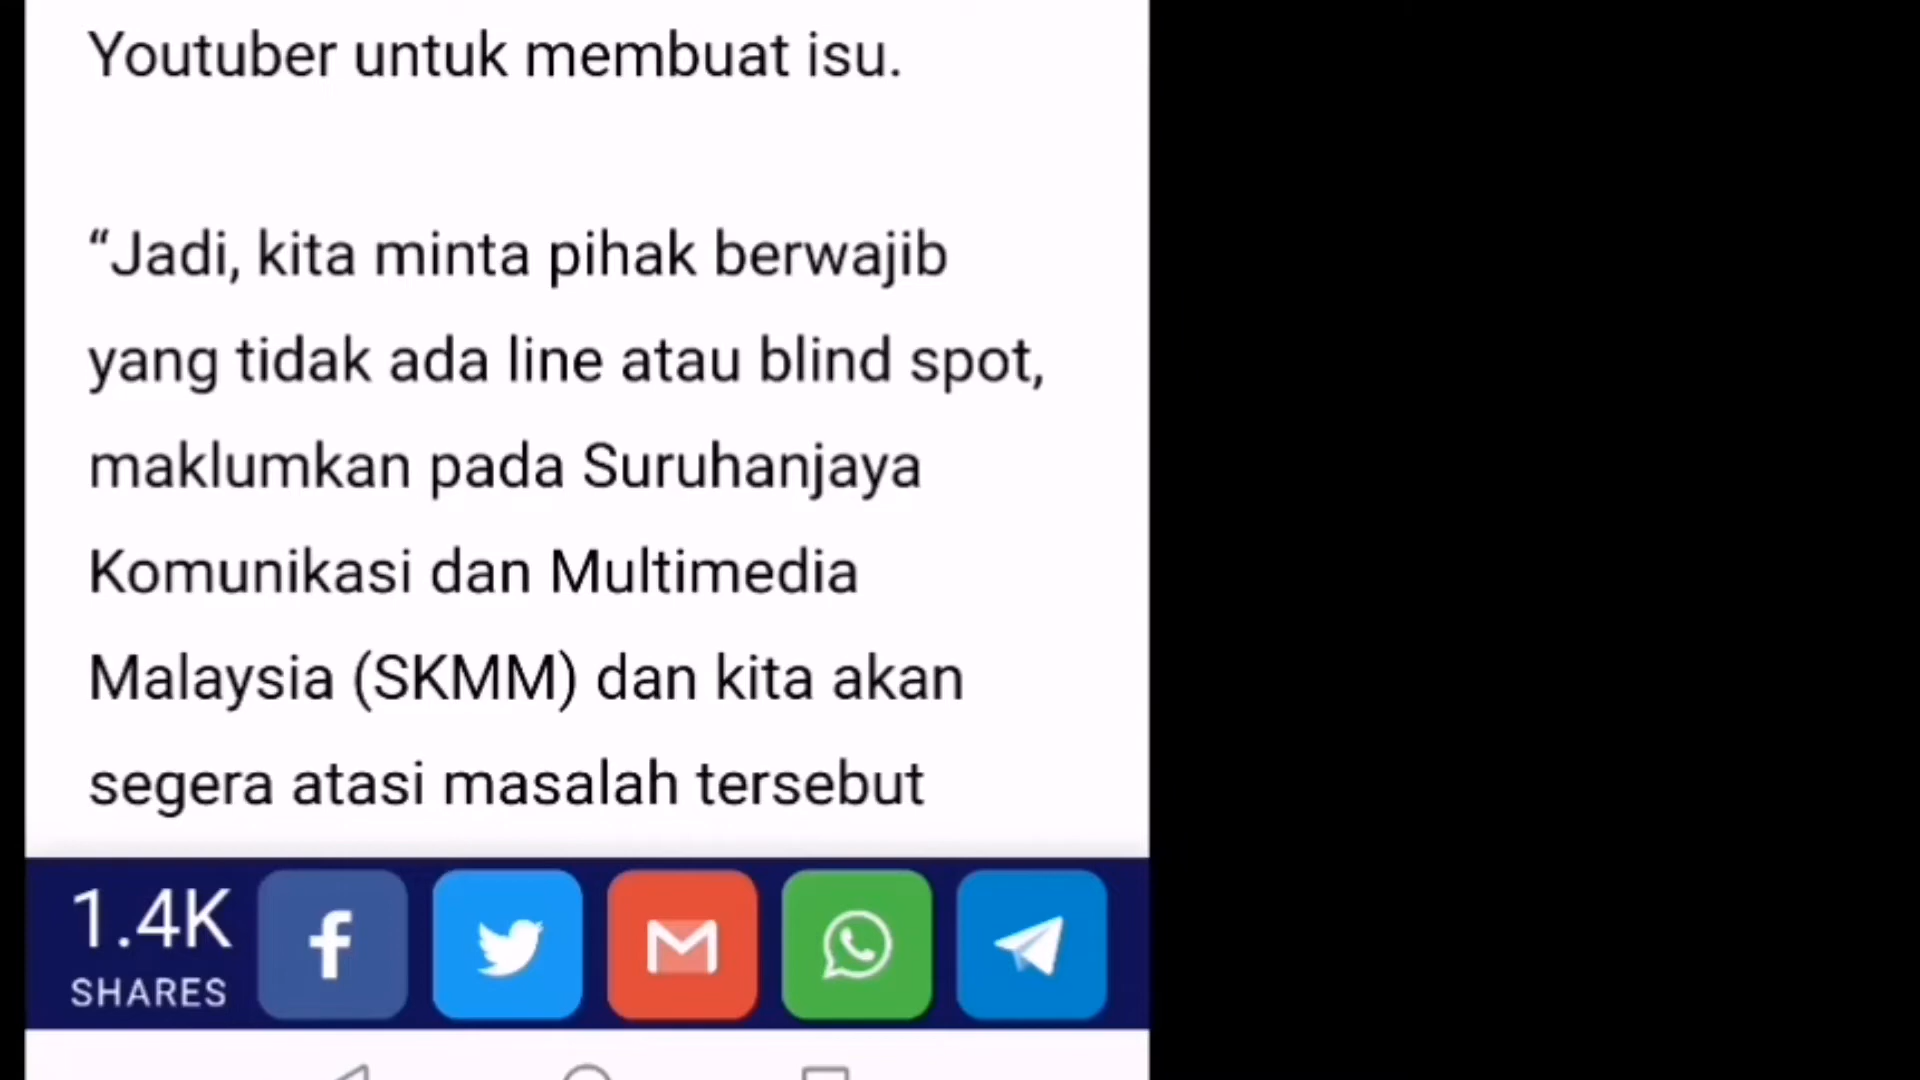 Youtuber untuk membuat isu.
“Jadi, kita minta pihak berwajib
yang tidak ada line atau blind spot,
maklumkan pada Suruhanjaya
Komunikasi dan Multimedia
Malaysia (SKMM) dan kita akan
segera atasi masalah tersebut
1.4K
SHARES